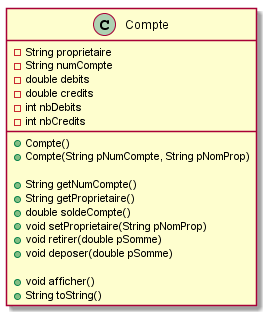 C Compte
String proprietaire
String numCompte
double debits
double credits
int nbDebits
int nbCredits
Compte()
Compte(String pNumCompte, String pNomProp)
String getNumCompte()
String getProprietaire()
double soldeCompte()
void setProprietaire(String pNomProp)
void retirer(double pSomme)
void deposer(double pSomme)
void afficher()
String toString()